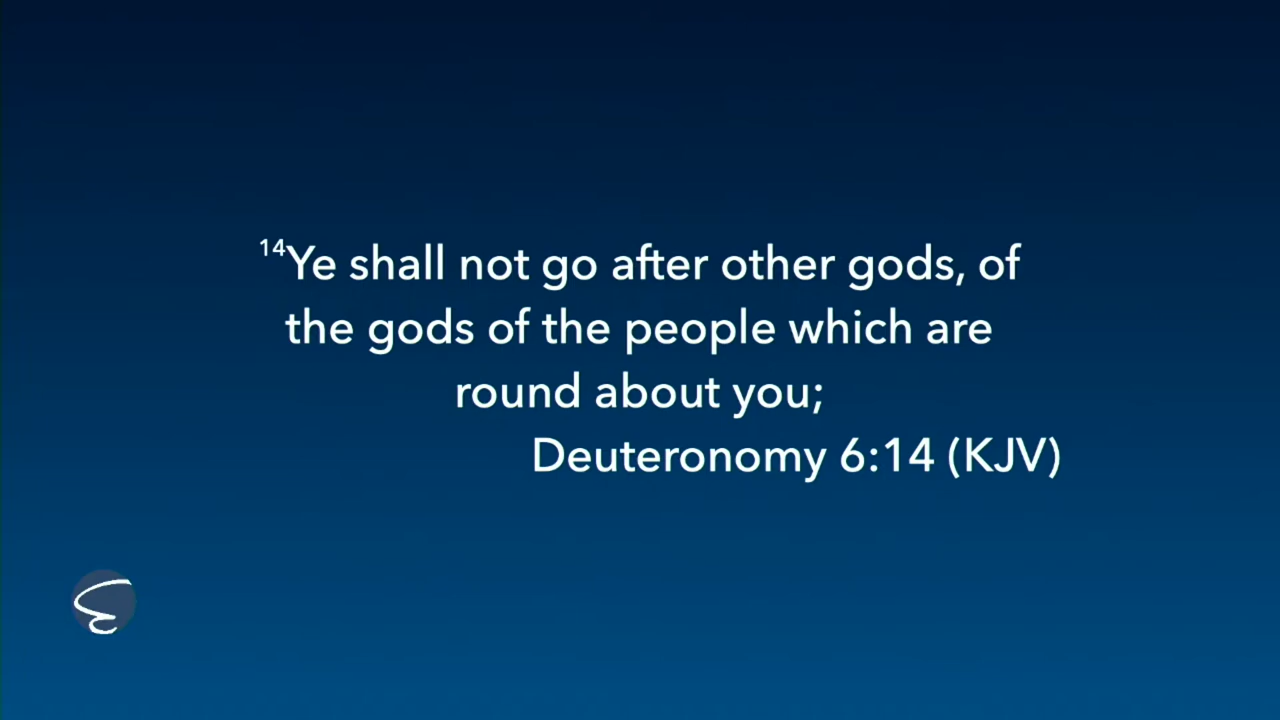 14Ye shall not go after other gods, of
the gods of the people which are
round about you;
Deuteronomy 6:14 (KJV)